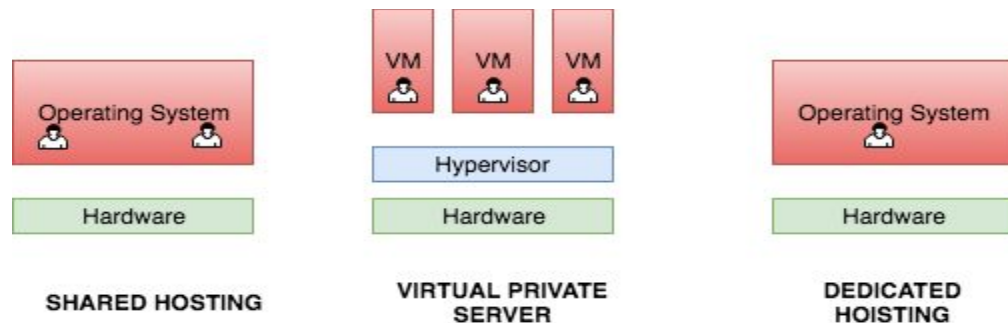 Operating System
Hardware
SHARED HOSTING
VM VM VM
Hypervisor
Hardware
VIRTUAL PRIVATE
SERVER
Operating System
Hardware
DEDICATED
HOISTING